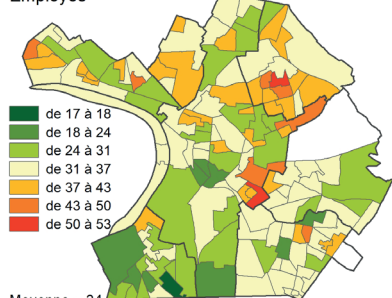 Employés
de 17 à 18
de 18 à 24
de 24 à 31
de 31 à 37
de 37 à 43
de 43 à 50
de 50 à 53
Moyenne 34